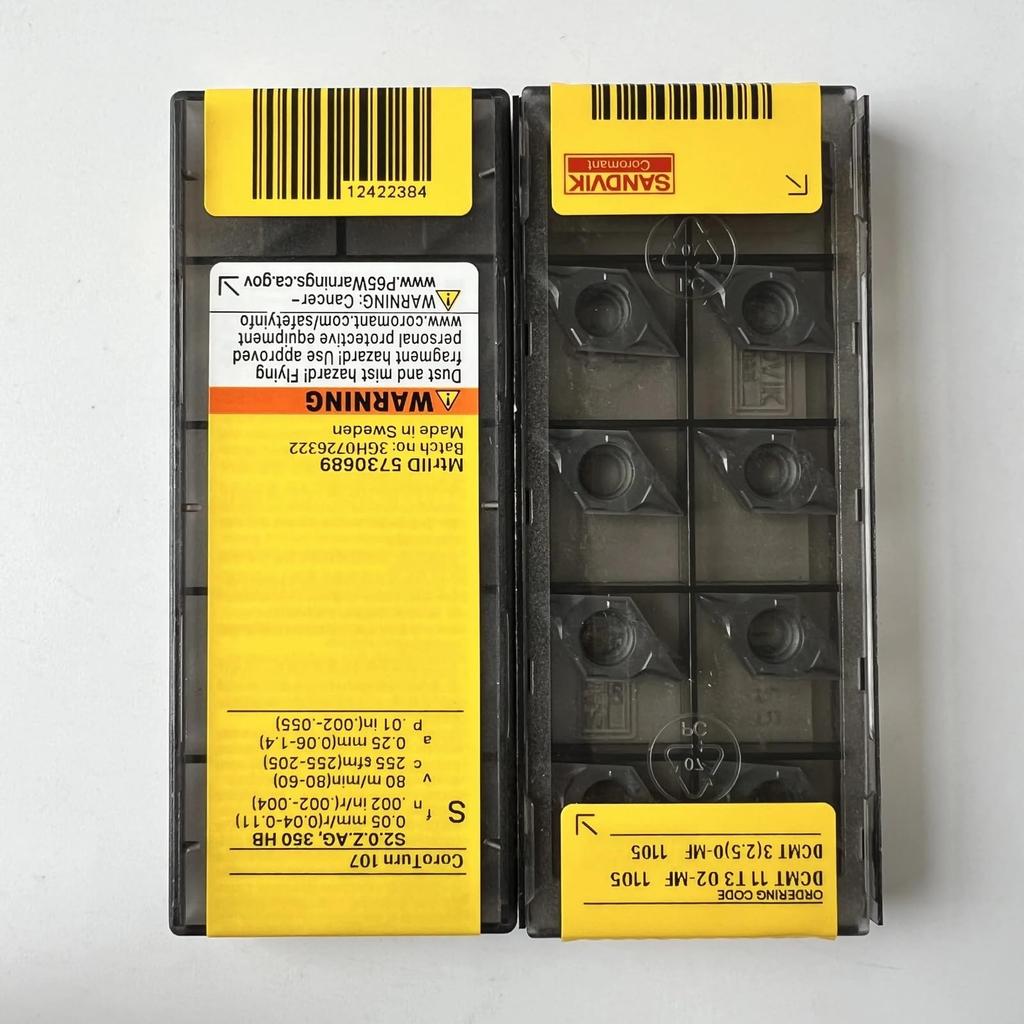 12422384
WARNING: Cancer-
www.P65Warnings.ca.gov
Dust and mist hazard! Flying
fragment hazard! Use approved
personal protective equipment
www.coromant.com/safetyinfo
WARNING
MtrlID 5730689
Batch no: 3GH0726322
Made in Sweden
CoroTurn 107
S2.0.Z.AG, 350 HB
S
f n 0.05 mm/r(0.04-0.11)
.002 in/r(.002-.004)
v c 80 m/min(80-60)
255 sfm(255-205)
a p 0.25 mm(0.06-1.4)
.01 in(.002-.055)
SANDVIK
Coromant
ORDERING CODE
DCMT 11 T3 02-MF 1105
DCMT 3(2.5)0-MF 1105
70
PC